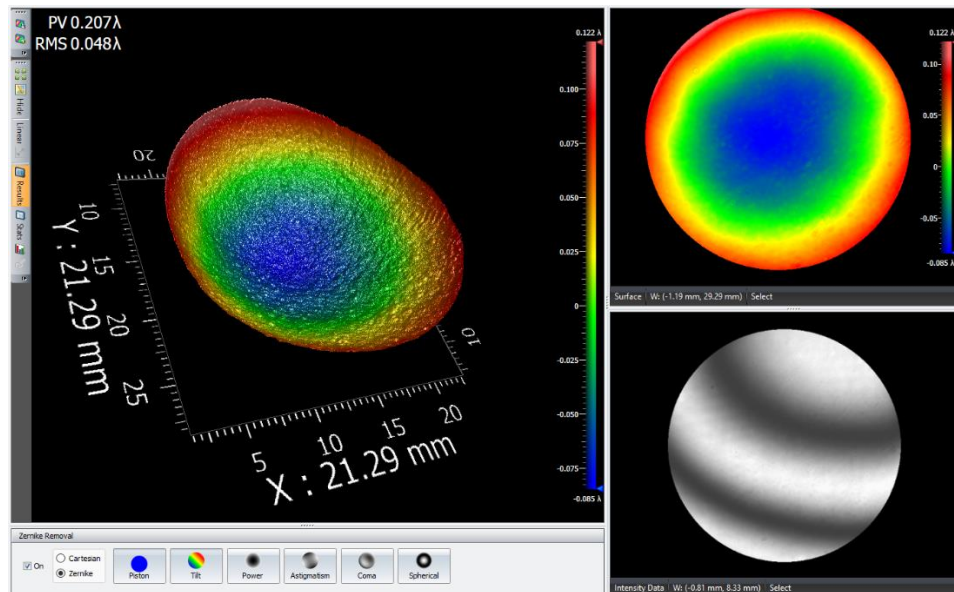 PV 0.207λ
RMS 0.048λ
Hide
Linear
Results
Stats
20
10
15
20
25
Y : 21.29 mm
5
10
15
20
10
X : 21.29 mm
0.122 λ
0.100
0.075
0.050
0.025
0
-0.025
-0.050
-0.075
-0.085 λ
0.122 λ
0.10
0.05
0
-0.05
-0.085 λ
Surface W: (-1.19 mm, 29.29 mm) Select
Intensity Data W: (-0.81 mm, 8.33 mm) Select
Zernike Removal
On
Cartesian
Zernike
Piston
Tilt
Power
Astigmatism
Coma
Spherical